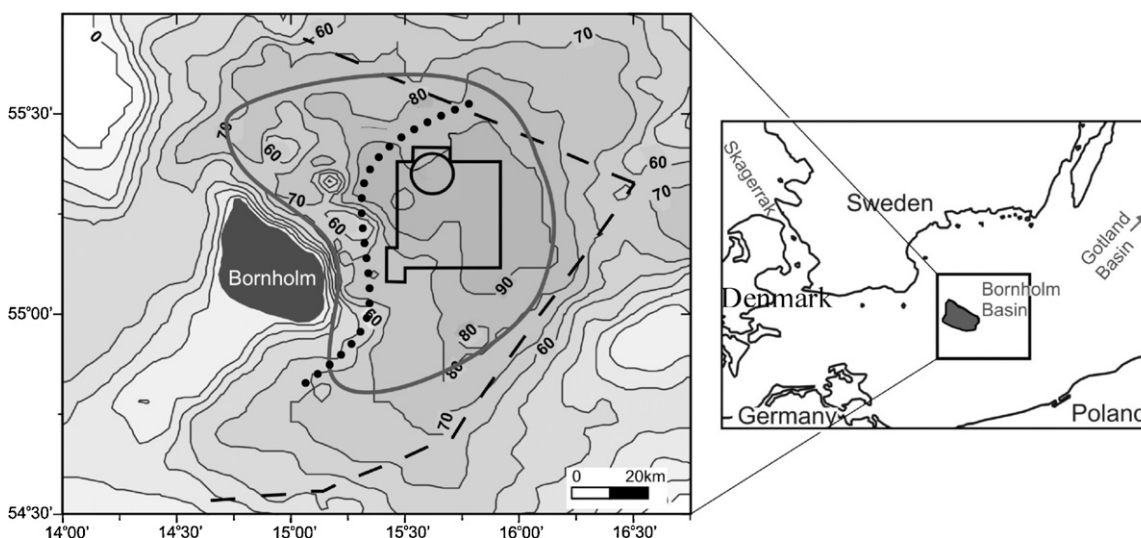 0
60
70
80
70
60
70
60
70
60
60
90
80
80
60
70
Bornholm
0 20km
55°30'
55°00'
54°30'
14°00'
14°30'
15°00'
15°30'
16°00'
16°30'
Skagerrak
Sweden
Gotland
Basin
Bornholm
Basin
Denmark
Germany
Poland